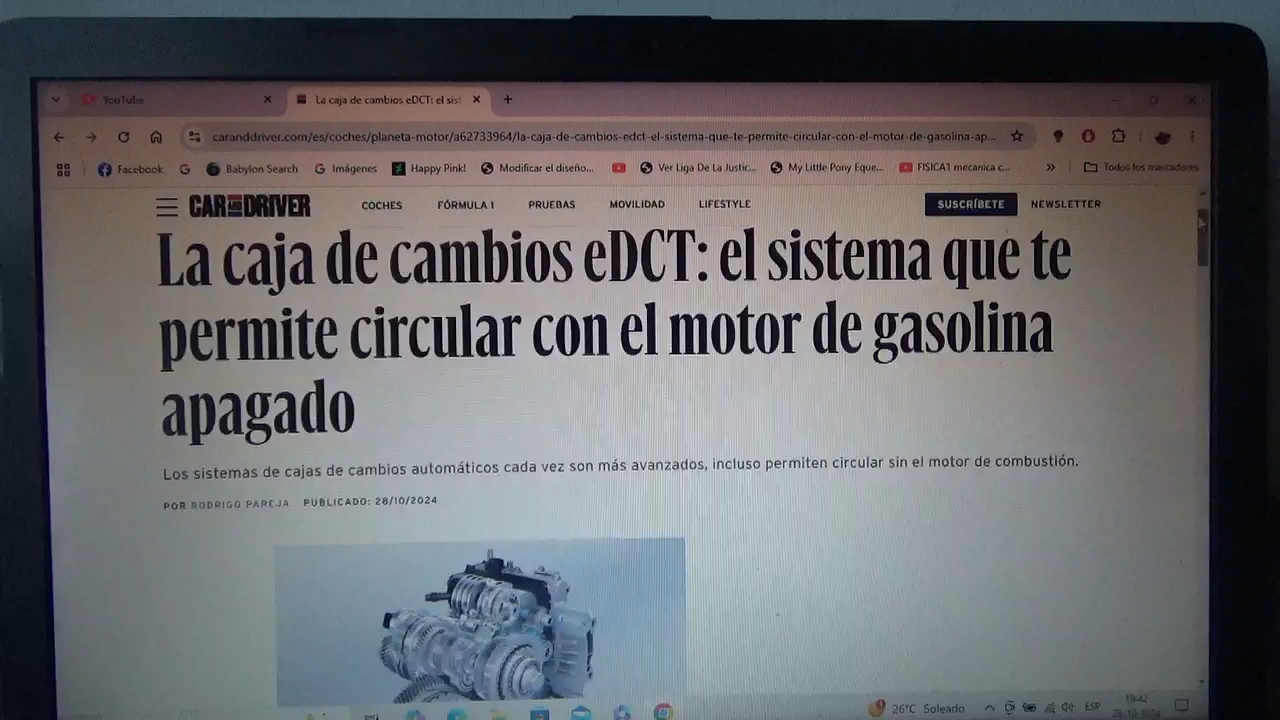 YouTube
La caja de cambios eDCT: el sist
caranddriver.com/es/coches/planeta-motor/a62733964/la-caja-de-cambios-edct-el-sistema-que-te-permite-circular-con-el-motor-de-gasolina-ap...
Facebook
Babylon Search
Imágenes
Happy Pink!
Modificar el diseño...
Ver Liga De La Justic...
My Little Pony Eque...
FISICA1 mecanica c...
»
Todos los marcadores
CAR AND DRIVER
COCHES
FÓRMULA 1
PRUEBAS
MOVILIDAD
LIFESTYLE
SUSCRÍBETE
NEWSLETTER
La caja de cambios eDCT: el sistema que te
permite circular con el motor de gasolina
apagado
Los sistemas de cajas de cambios automáticos cada vez son más avanzados, incluso permiten circular sin el motor de combustión.
POR RODRIGO PAREJA PUBLICADO: 28/10/2024
26°C Soleado
ESP